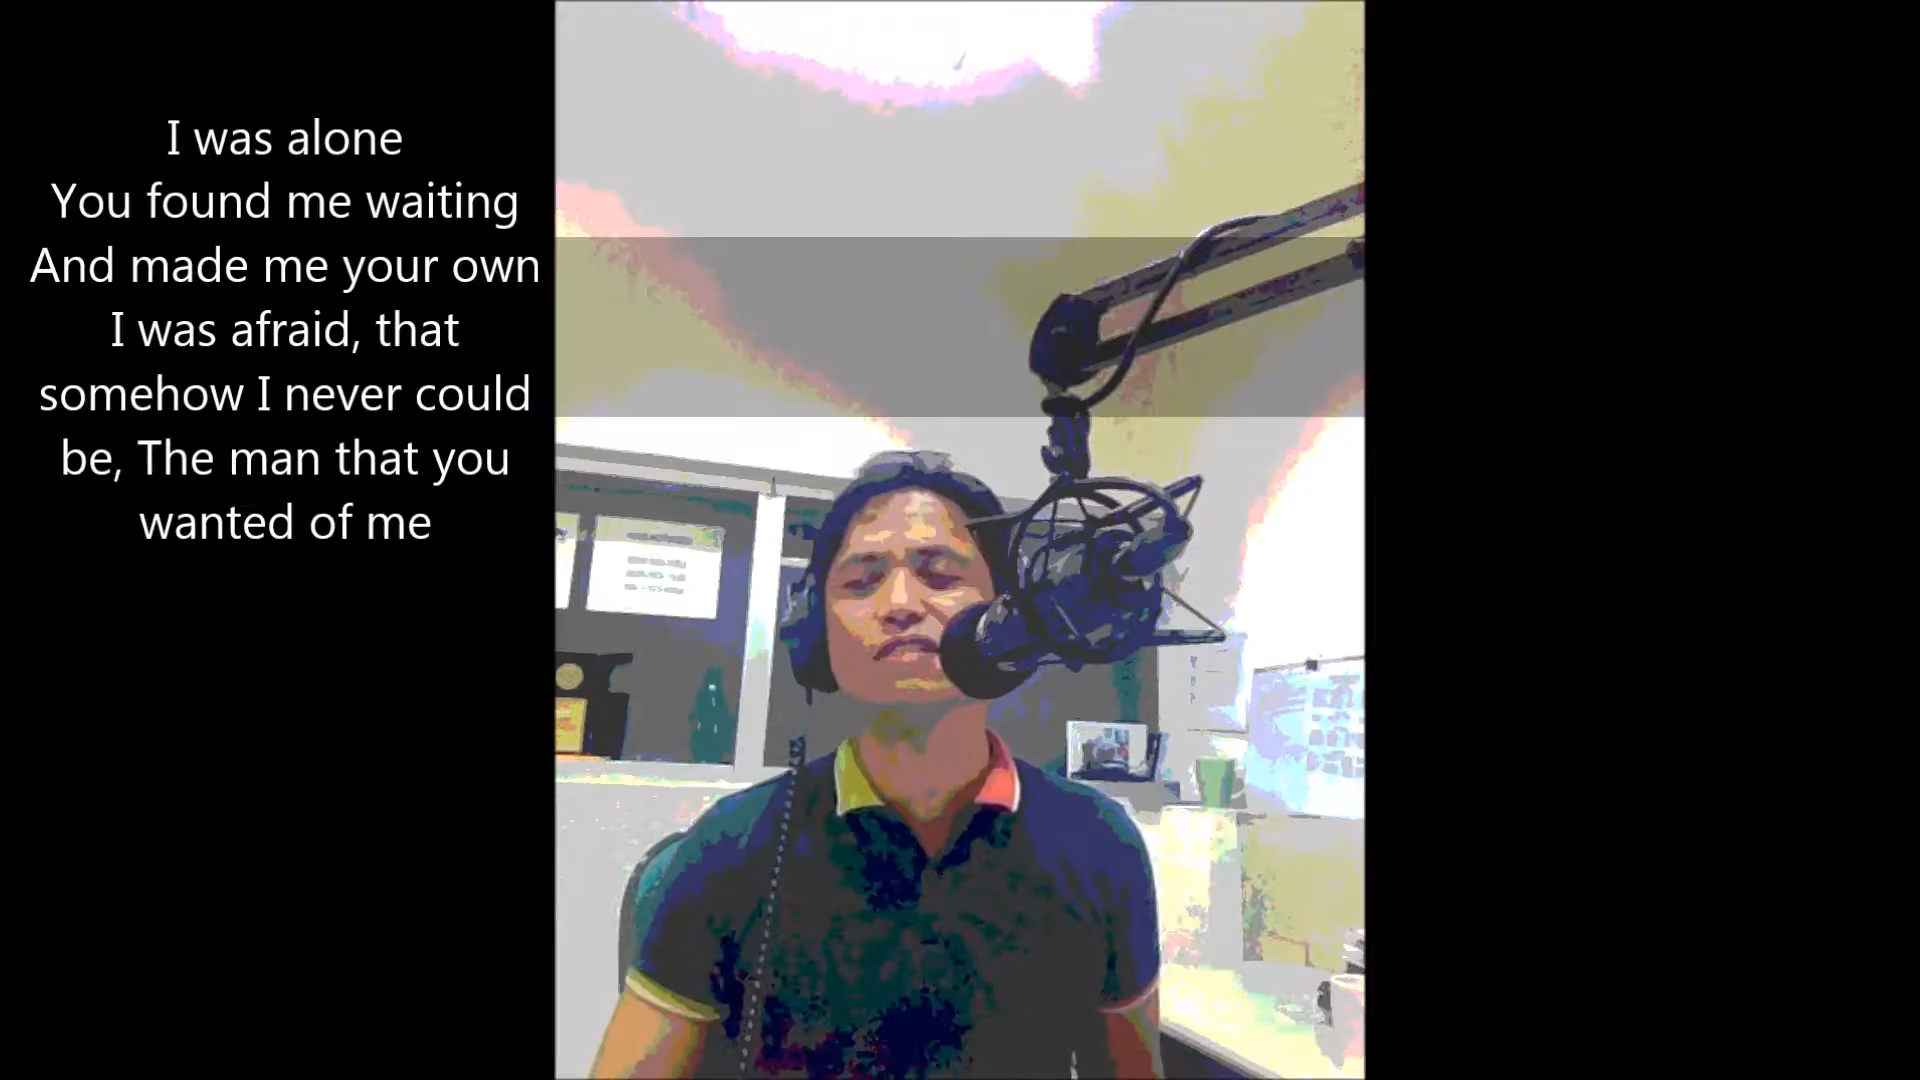 I was alone
You found me waiting
And made me your own
I was afraid, that
somehow I never could
be, The man that you
wanted of me